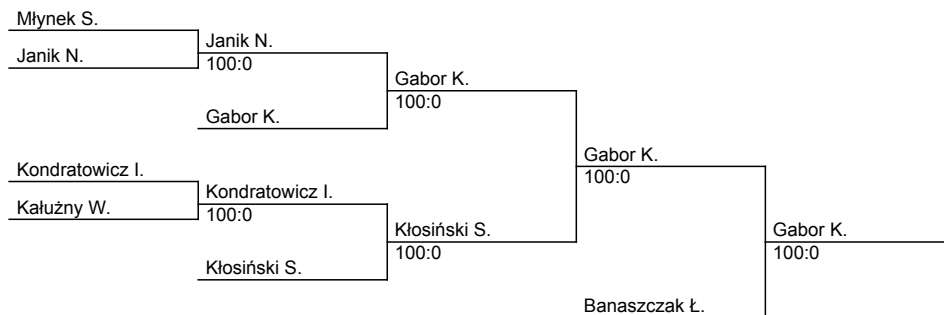 Młynek S.
Janik N.
Janik N.
100:0
Gabor K.
100:0
Gabor K.
Gabor K.
100:0
Kondratowicz I.
Kondratowicz I.
100:0
Kałużny W.
Gabor K.
100:0
Kłosiński S.
100:0
Kłosiński S.
Banaszczak Ł.